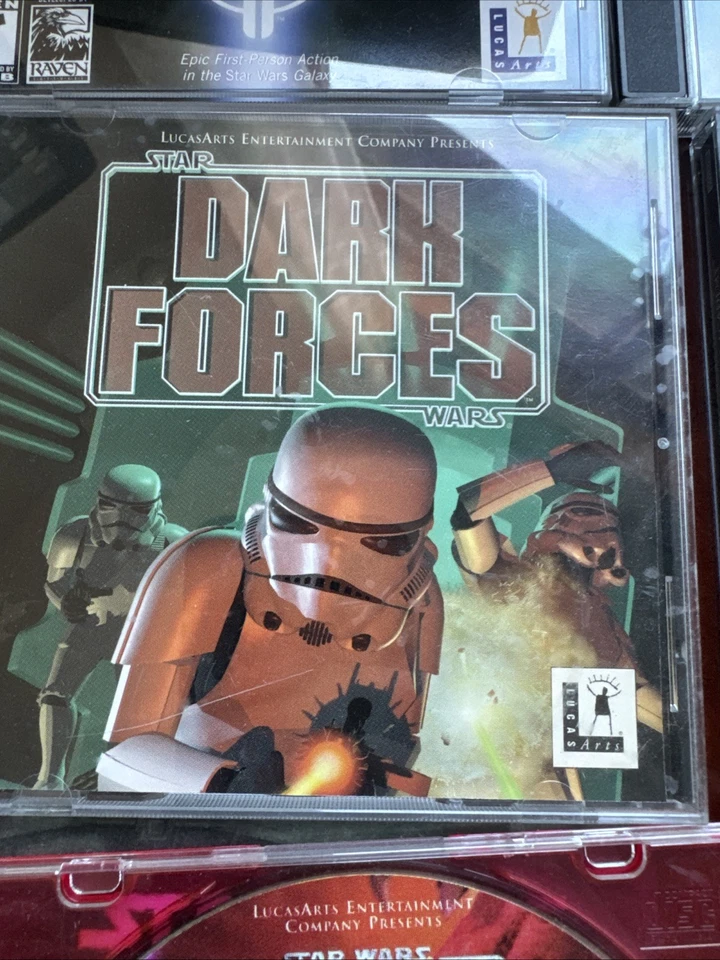 RAVEN
Epic First-Person Action
in the Star Wars Galaxy
LUCAS
Arts
LUCASARTS ENTERTAINMENT COMPANY PRESENTS
STAR
DARK
FORCES
™
WARS
LUCAS
Arts
®
LUCASARTS ENTERTAINMENT
COMPANY PRESENTS
STAR WARS